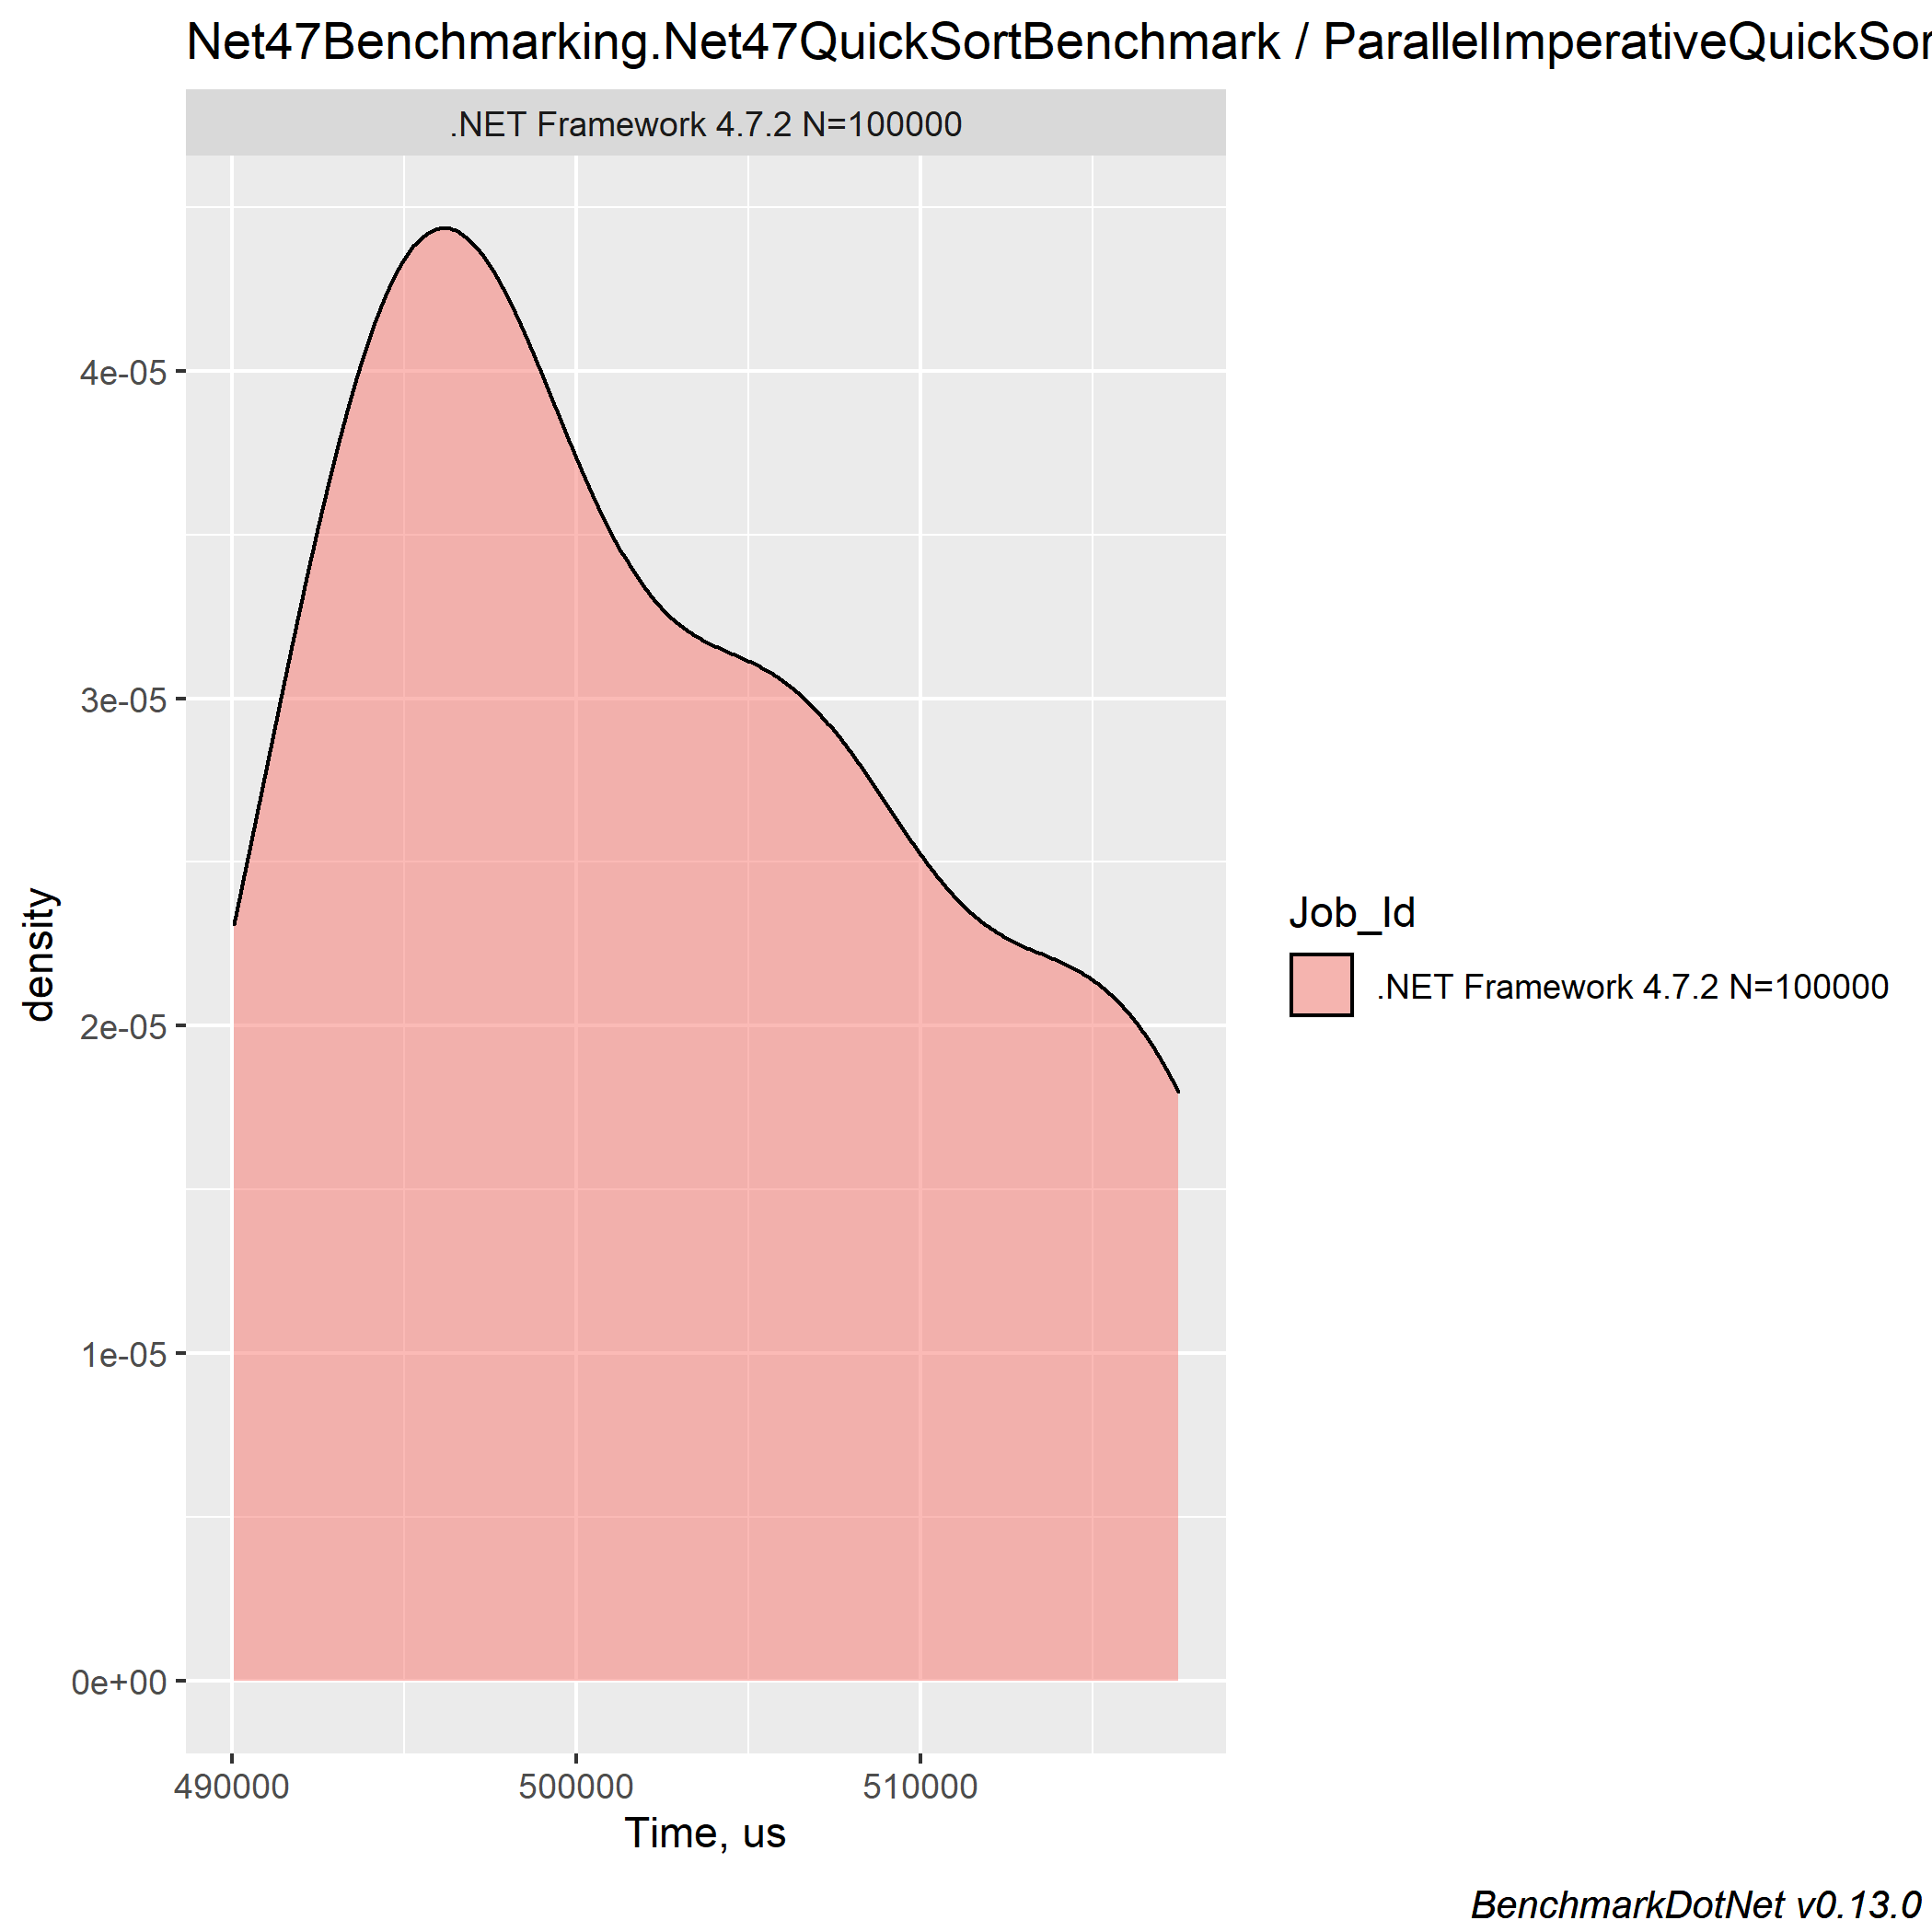 Net47Benchmarking.Net47QuickSortBenchmark / ParallelImperativeQuickSor
.NET Framework 4.7.2 N=100000
4e-05
3e-05
2e-05
1e-05
0e+00
density
490000 500000 510000
Time, us
Job_Id
.NET Framework 4.7.2 N=100000
BenchmarkDotNet v0.13.0